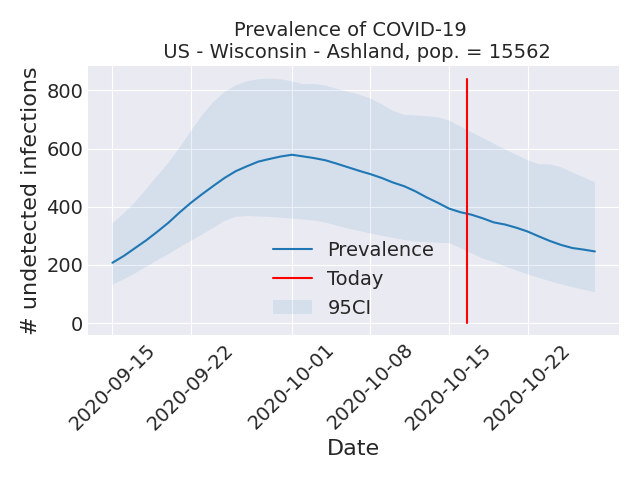 Prevalence of COVID-19
US - Wisconsin - Ashland, pop. = 15562
# undetected infections
800
600
400
200
0
Prevalence
Today
95CI
2020-09-15
2020-09-22
2020-10-01
2020-10-08
2020-10-15
2020-10-22
Date